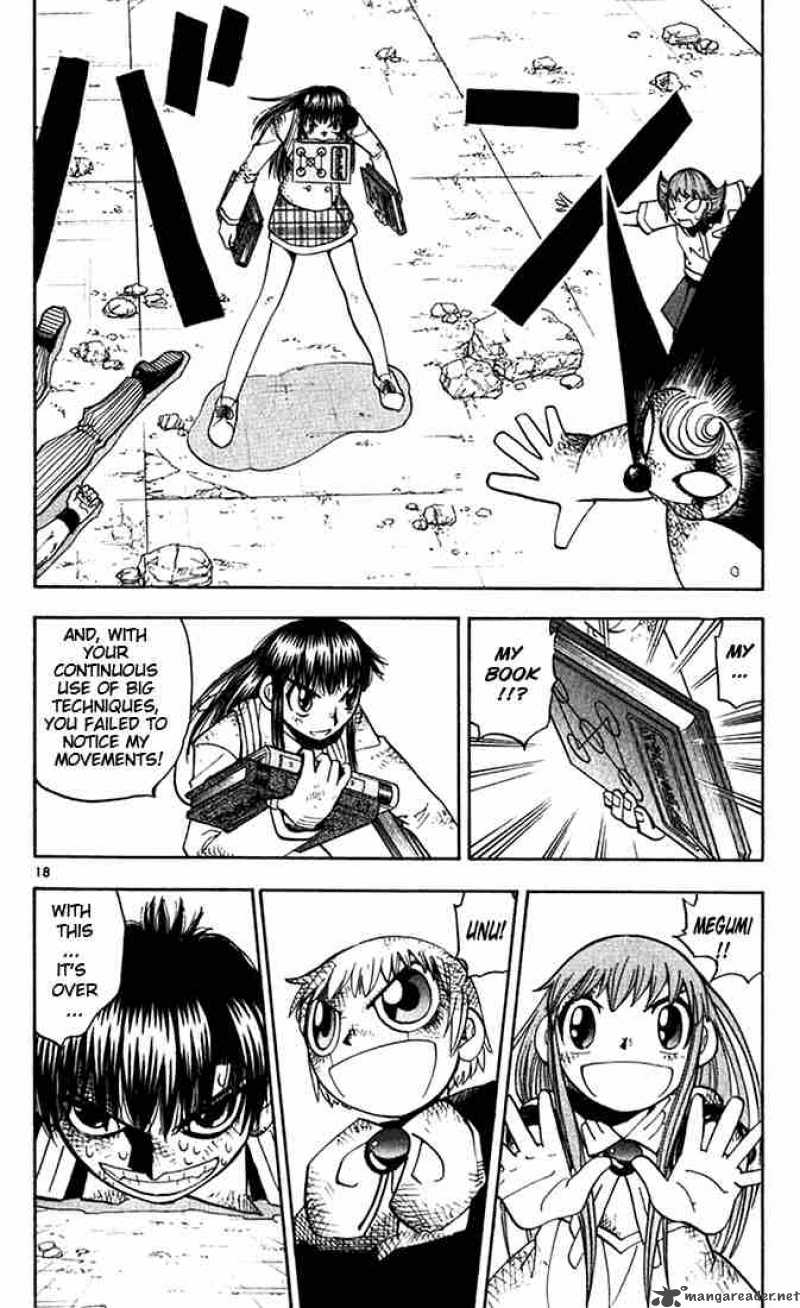 バーン
MY
...
MY
BOOK
!!?
AND, WITH
YOUR
CONTINUOUS
USE OF BIG
TECHNIQUES,
YOU FAILED TO
NOTICE MY
MOVEMENTS!
18
MEGUMI
!!
UNU!
WITH
THIS
...
IT'S
OVER
...
mangareader.net